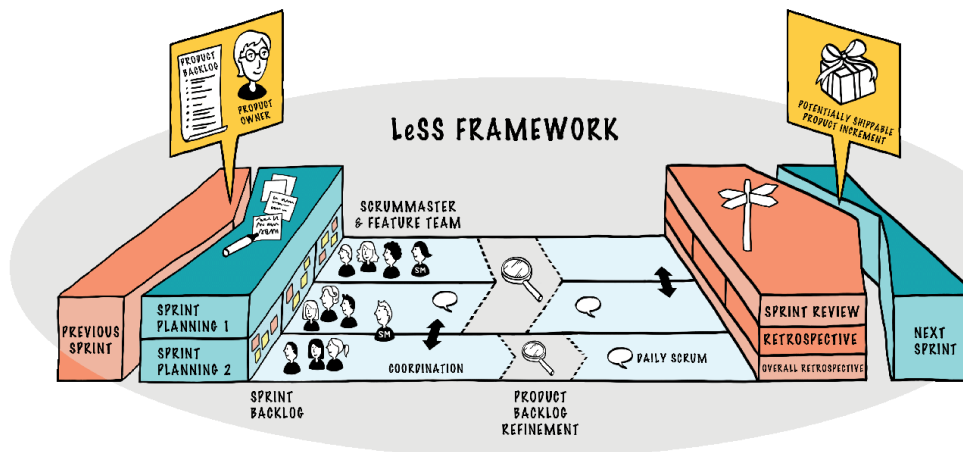 PRODUCT
BACKLOG
PRODUCT
OWNER
POTENTIALLY SHIPPABLE
PRODUCT INCREMENT
LeSS FRAMEWORK
SCRUMMASTER
& FEATURE TEAM
SM
SM
PREVIOUS
SPRINT
SPRINT
PLANNING 1
SPRINT
PLANNING 2
COORDINATION
DAILY SCRUM
SPRINT REVIEW
RETROSPECTIVE
OVERALL RETROSPECTIVE
NEXT
SPRINT
SPRINT
BACKLOG
PRODUCT
BACKLOG
REFINEMENT